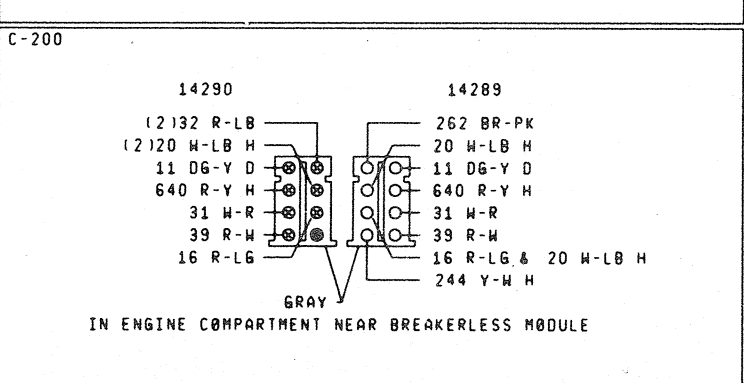 C-200
14290 14289
(2)32 R-LB 262 BR-PK
(2)20 W-LB H 20 W-LB H
11 DG-Y D 11 DG-Y D
640 R-Y H 640 R-Y H
31 W-R 31 W-R
39 R-W 39 R-W
16 R-LG 16 R-LG & 20 W-LB H
244 Y-W H
GRAY
IN ENGINE COMPARTMENT NEAR BREAKERLESS MODULE